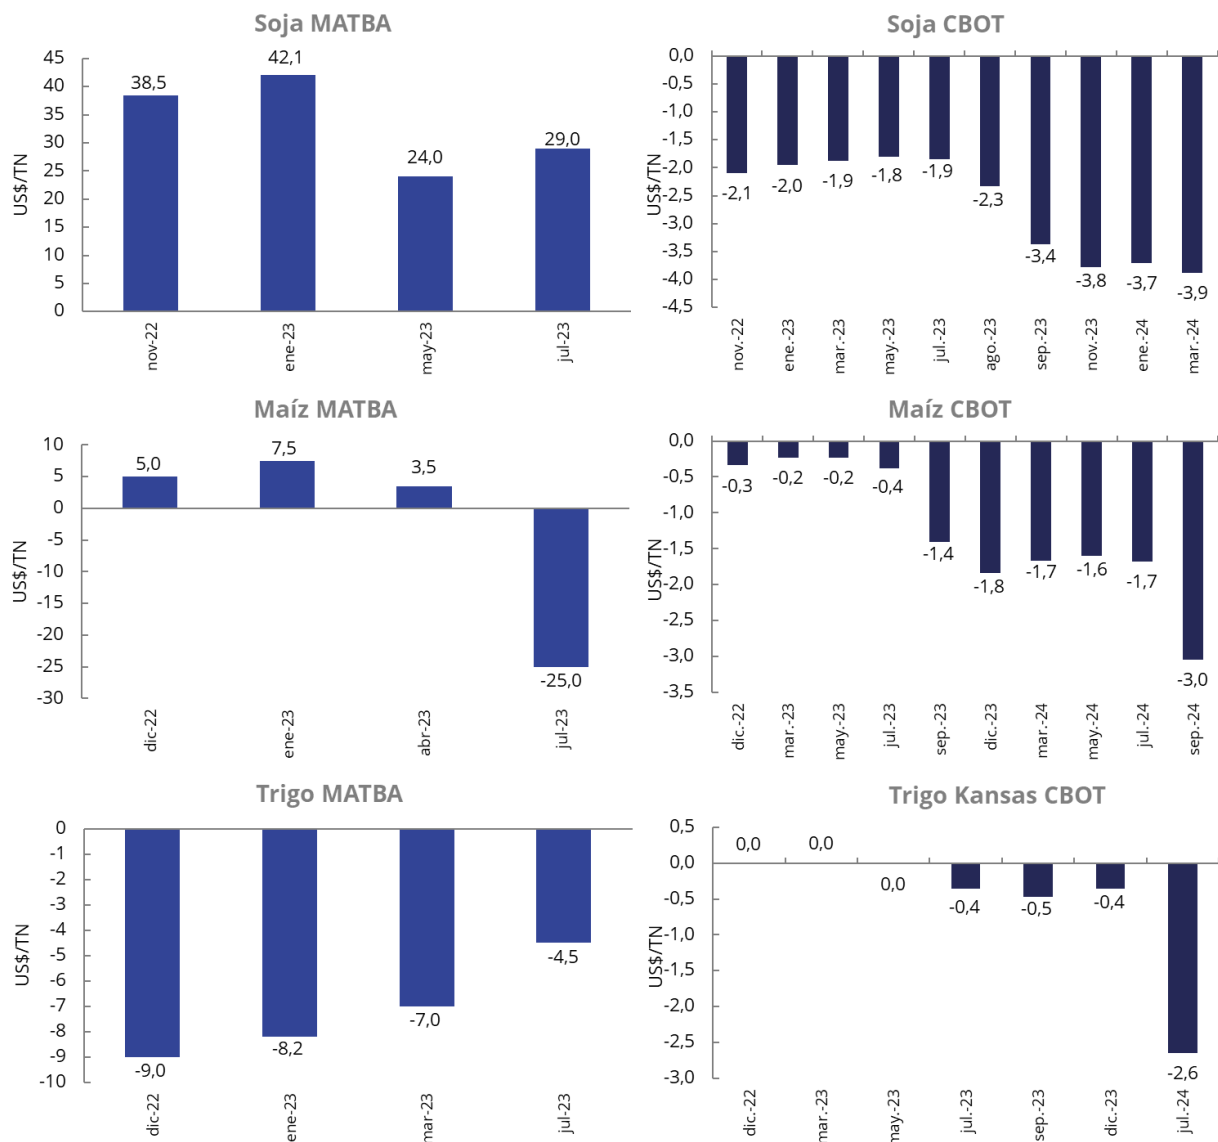 Soja MATBA
US$/TN
45
40
35
30
25
20
15
10
5
0
38,5
42,1
24,0
29,0
nov-22
ene-23
may-23
jul-23
Soja CBOT
US$/TN
0,0
-0,5
-1,0
-1,5
-2,0
-2,5
-3,0
-3,5
-4,0
-4,5
-2,1
-2,0
-1,9
-1,8
-1,9
-2,3
-3,4
-3,8
-3,7
-3,9
nov.-22
ene.-23
mar.-23
may.-23
jul.-23
ago.-23
sep.-23
nov.-23
ene.-24
mar.-24
Maíz MATBA
US$/TN
10
5
0
-5
-10
-15
-20
-25
-30
5,0
7,5
3,5
-25,0
dic-22
ene-23
abr-23
jul-23
Maíz CBOT
US$/TN
0,0
-0,5
-1,0
-1,5
-2,0
-2,5
-3,0
-3,5
-0,3
-0,2
-0,2
-0,4
-1,4
-1,8
-1,7
-1,6
-1,7
-3,0
dic.-22
mar.-23
may.-23
jul.-23
sep.-23
dic.-23
mar.-24
may.-24
jul.-24
sep.-24
Trigo MATBA
US$/TN
0
-1
-2
-3
-4
-5
-6
-7
-8
-9
-10
-9,0
-8,2
-7,0
-4,5
dic-22
ene-23
mar-23
jul-23
Trigo Kansas CBOT
US$/TN
0,5
0,0
-0,5
-1,0
-1,5
-2,0
-2,5
-3,0
0,0
0,0
0,0
-0,4
-0,5
-0,4
-2,6
dic.-22
mar.-23
may.-23
jul.-23
sep.-23
dic.-23
jul.-24